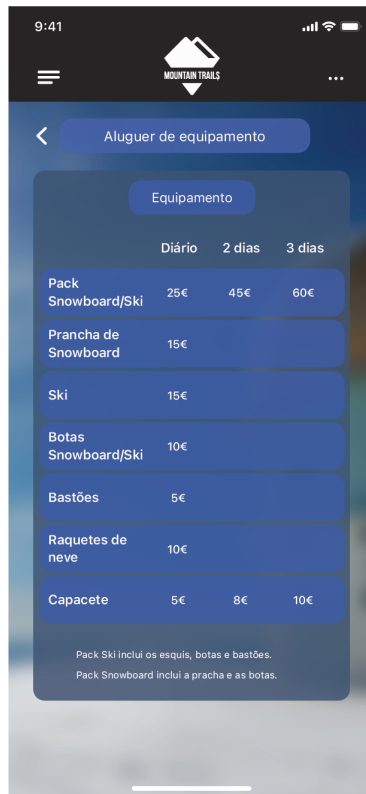 9:41
MOUNTAIN TRAILS
Aluguer de equipamento
Equipamento
Diário 2 dias 3 dias
Pack
Snowboard/Ski 25€ 45€ 60€
Prancha de
Snowboard 15€
Ski 15€
Botas
Snowboard/Ski 10€
Bastões 5€
Raquetes de
neve 10€
Capacete 5€ 8€ 10€
Pack Ski inclui os esquis, botas e bastões.
Pack Snowboard inclui a pracha e as botas.